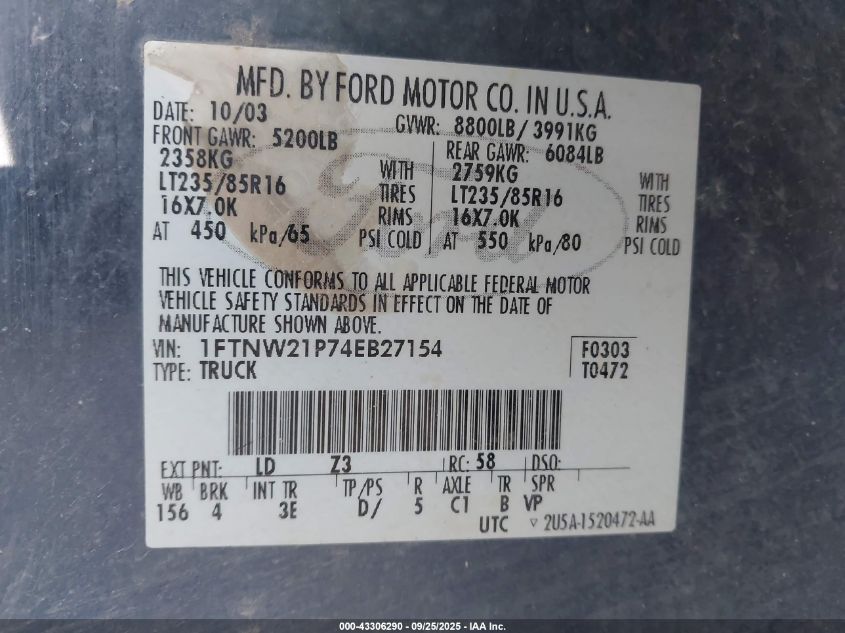 MFD. BY FORD MOTOR CO. IN U.S.A.
DATE: 10/03 GVWR: 8800LB/ 3991KG
FRONT GAWR: 5200LB REAR GAWR: 6084LB
2358KG WITH 2759KG WITH
LT235/85R16 TIRES LT235/85R16 TIRES
16X7.0K RIMS 16X7.0K RIMS
AT 450 kPa/65 PSI COLD AT 550 kPa/80 PSI COLD
Ford
THIS VEHICLE CONFORMS TO ALL APPLICABLE FEDERAL MOTOR
VEHICLE SAFETY STANDARDS IN EFFECT ON THE DATE OF
MANUFACTURE SHOWN ABOVE.
VIN: 1FTNW21P74EB27154 F0303
TYPE: TRUCK T0472
EXT PNT: LD Z3 RC: 58 DSO:
WB BRK INT TR TP/PS R AXLE TR SPR
156 4 3E D/ 5 C1 B VP
UTC ▽ 2U5A-1520472-AA
000-43306290 - 09/25/2025 - IAA Inc.